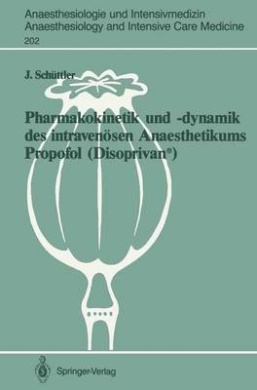 Anaesthesiologie und Intensivmedizin
Anaesthesiology and Intensive Care Medicine
202
J. Schüttler
Pharmakokinetik und -dynamik
des intravenösen Anaesthetikums
Propofol (Disoprivan®)
Springer-Verlag